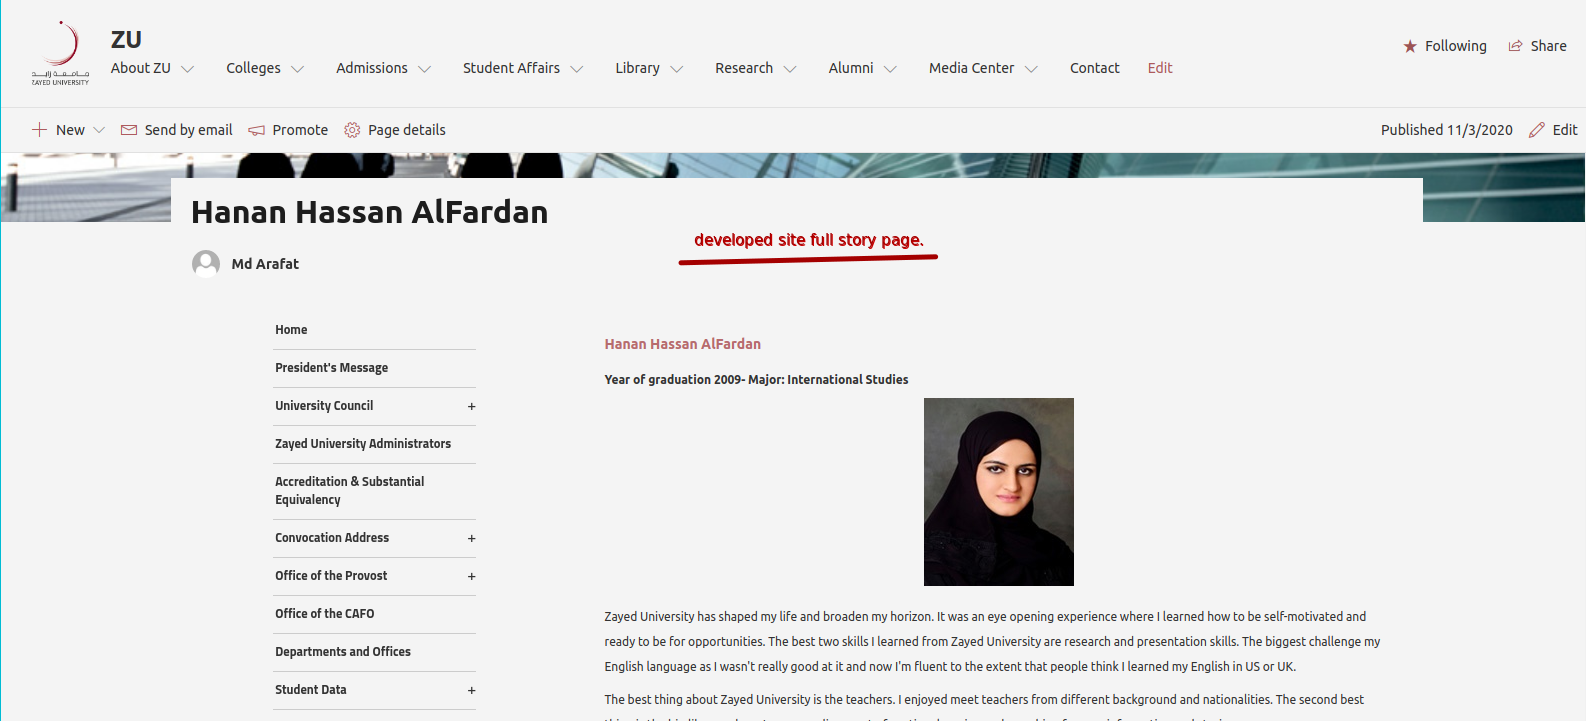 جامعة زايد
ZAYED UNIVERSITY
ZU
About ZU
Colleges
Admissions
Student Affairs
Library
Research
Alumni
Media Center
Contact
Edit
Following
Share
New
Send by email
Promote
Page details
Published 11/3/2020
Edit
Hanan Hassan AlFardan
developed site full story page.
Md Arafat
Home
President's Message
University Council +
Zayed University Administrators
Accreditation & Substantial
Equivalency
Convocation Address +
Office of the Provost +
Office of the CAFO
Departments and Offices
Student Data +
Hanan Hassan AlFardan
Year of graduation 2009- Major: International Studies
Zayed University has shaped my life and broaden my horizon. It was an eye opening experience where I learned how to be self-motivated and
ready to be for opportunities. The best two skills I learned from Zayed University are research and presentation skills. The biggest challenge my
English language as I wasn't really good at it and now I'm fluent to the extent that people think I learned my English in US or UK.
The best thing about Zayed University is the teachers. I enjoyed meet teachers from different background and nationalities. The second best